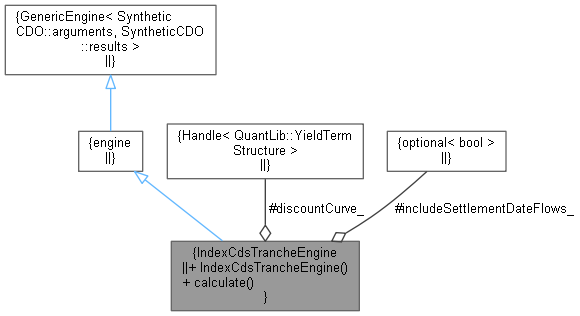 {GenericEngine< Synthetic
CDO::arguments, SyntheticCDO
::results >
||}
{engine
||}
{Handle< QuantLib::YieldTerm
Structure >
||}
{optional< bool >
||}
#discountCurve_
#includeSettlementDateFlows_
{IndexCdsTrancheEngine
||+ IndexCdsTrancheEngine()
+ calculate()
}